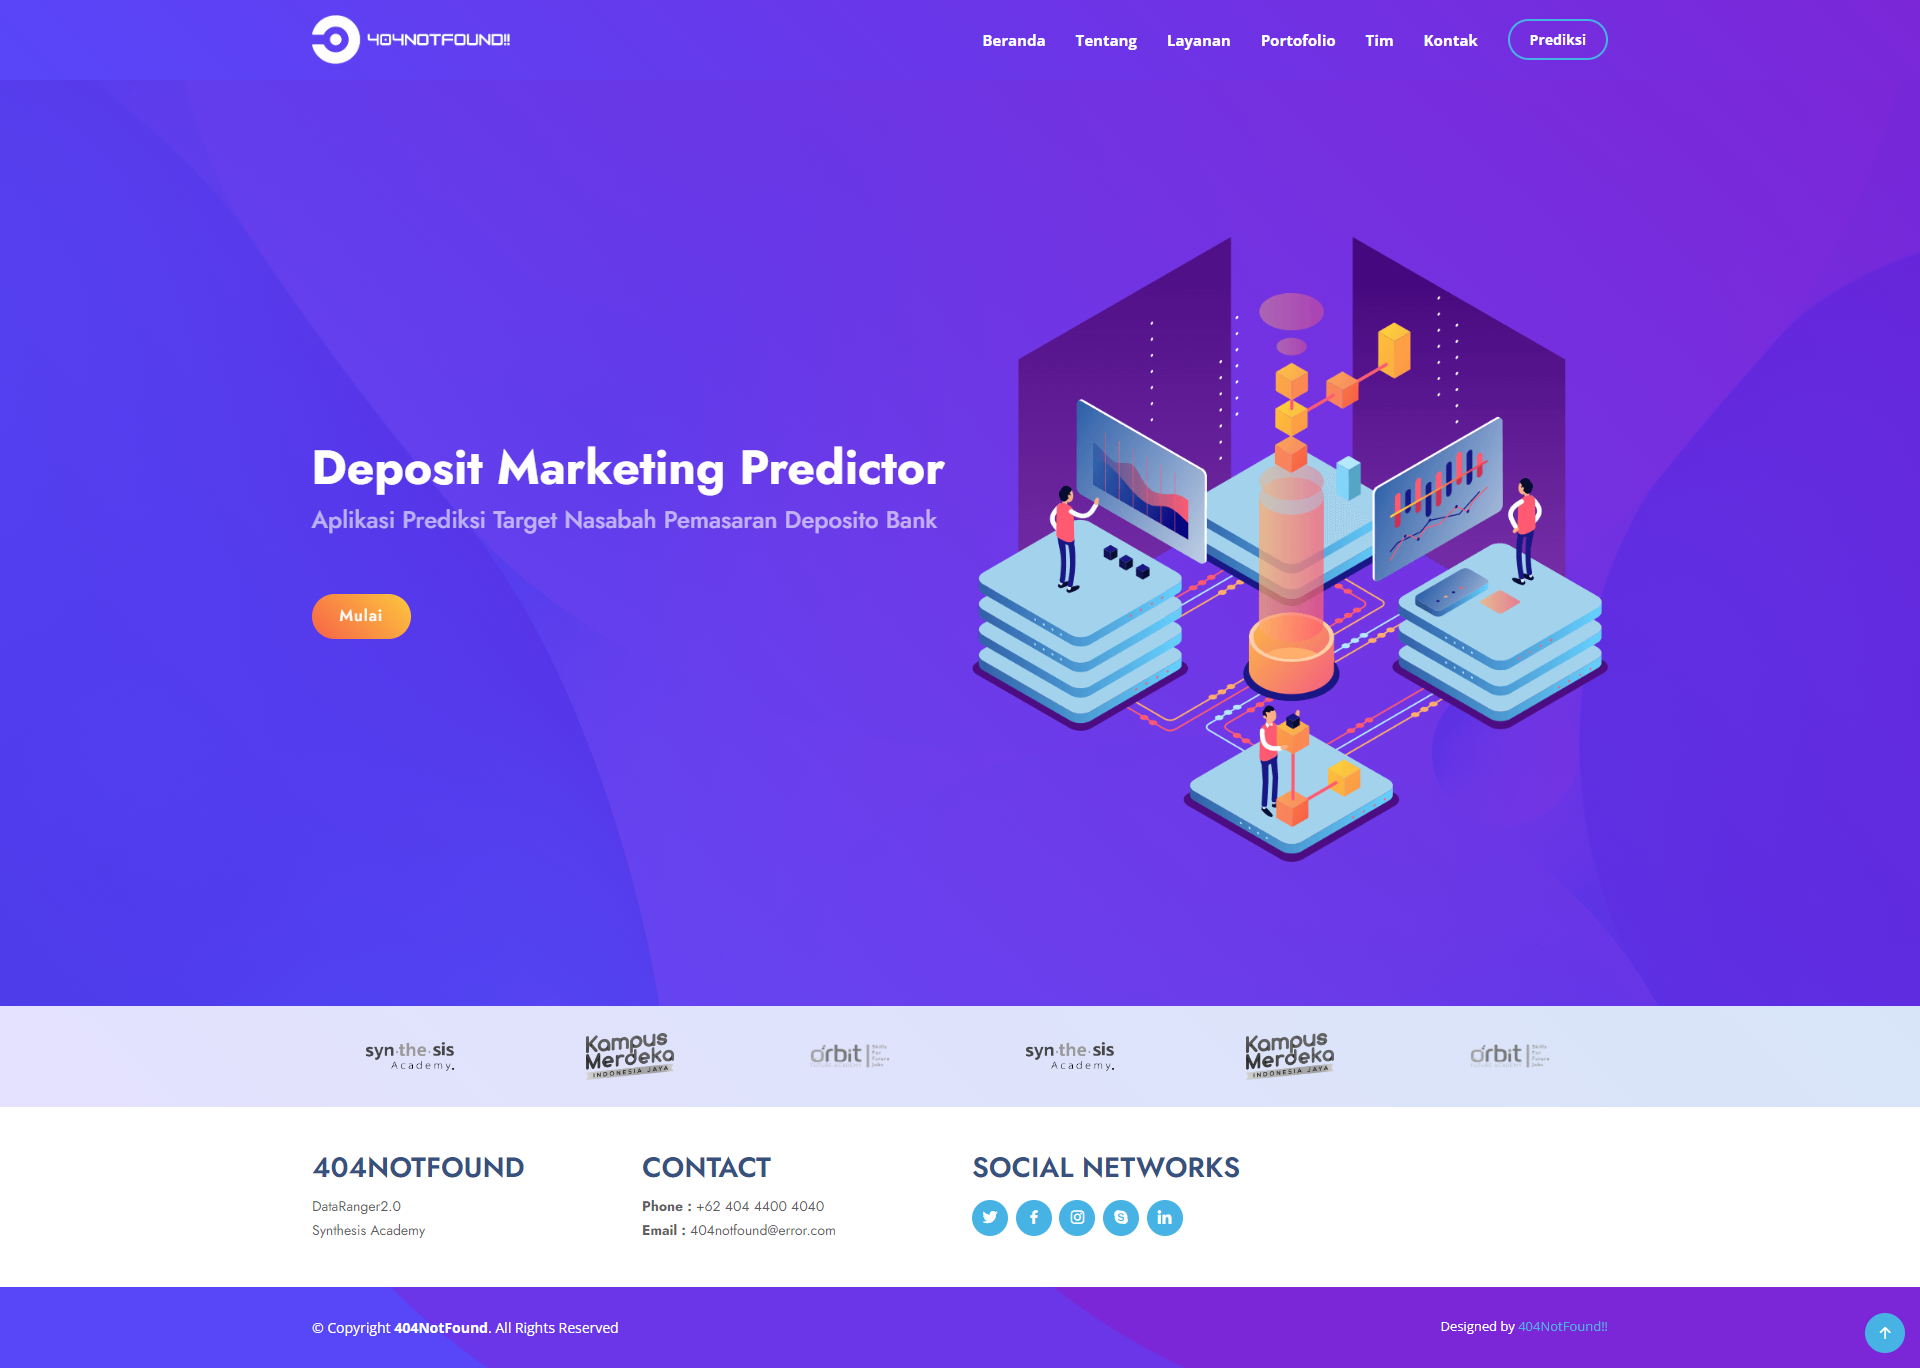 404NOTFOUND!!
Beranda Tentang Layanan Portofolio Tim Kontak Prediksi
Deposit Marketing Predictor
Aplikasi Prediksi Target Nasabah Pemasaran Deposito Bank
Mulai
syn·the·sis Academy.
Kampus Merdeka INDONESIA JAYA
orbit
syn·the·sis Academy.
Kampus Merdeka INDONESIA JAYA
orbit
404NOTFOUND
DataRanger2.0
Synthesis Academy
CONTACT
Phone : +62 404 4400 4040
Email : 404notfound@error.com
SOCIAL NETWORKS
© Copyright 404NotFound. All Rights Reserved
Designed by 404NotFound!!